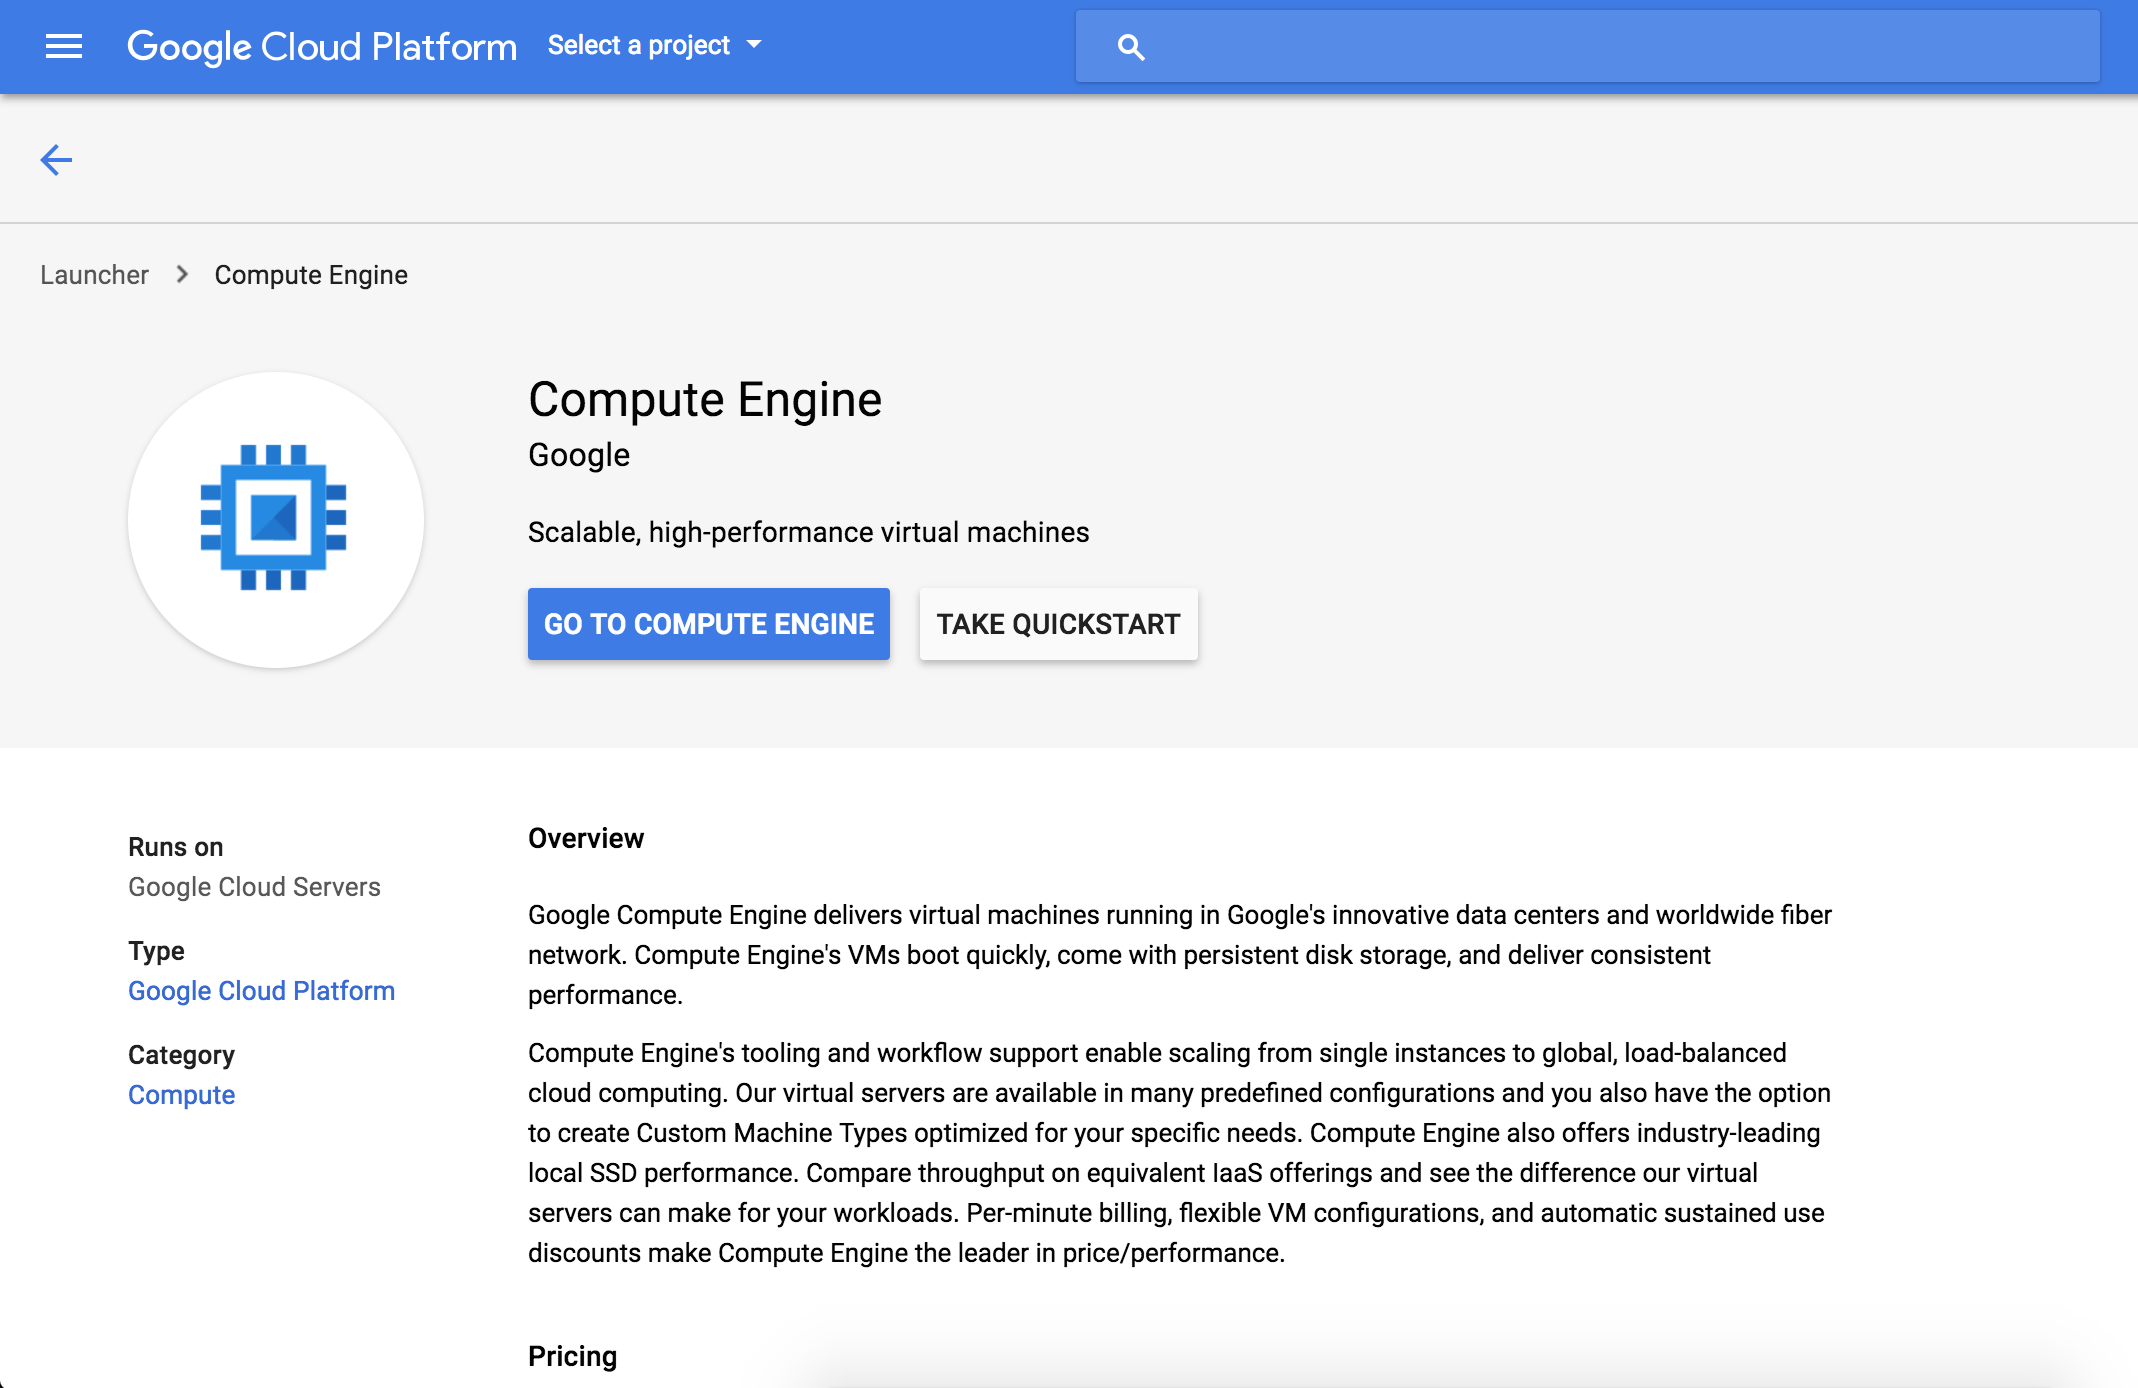 Google Cloud Platform Select a project
Launcher Compute Engine
Compute Engine
Google
Scalable, high-performance virtual machines
GO TO COMPUTE ENGINE TAKE QUICKSTART
Runs on
Google Cloud Servers
Type
Google Cloud Platform
Category
Compute
Overview
Google Compute Engine delivers virtual machines running in Google's innovative data centers and worldwide fiber
network. Compute Engine's VMs boot quickly, come with persistent disk storage, and deliver consistent
performance.
Compute Engine's tooling and workflow support enable scaling from single instances to global, load-balanced
cloud computing. Our virtual servers are available in many predefined configurations and you also have the option
to create Custom Machine Types optimized for your specific needs. Compute Engine also offers industry-leading
local SSD performance. Compare throughput on equivalent IaaS offerings and see the difference our virtual
servers can make for your workloads. Per-minute billing, flexible VM configurations, and automatic sustained use
discounts make Compute Engine the leader in price/performance.
Pricing